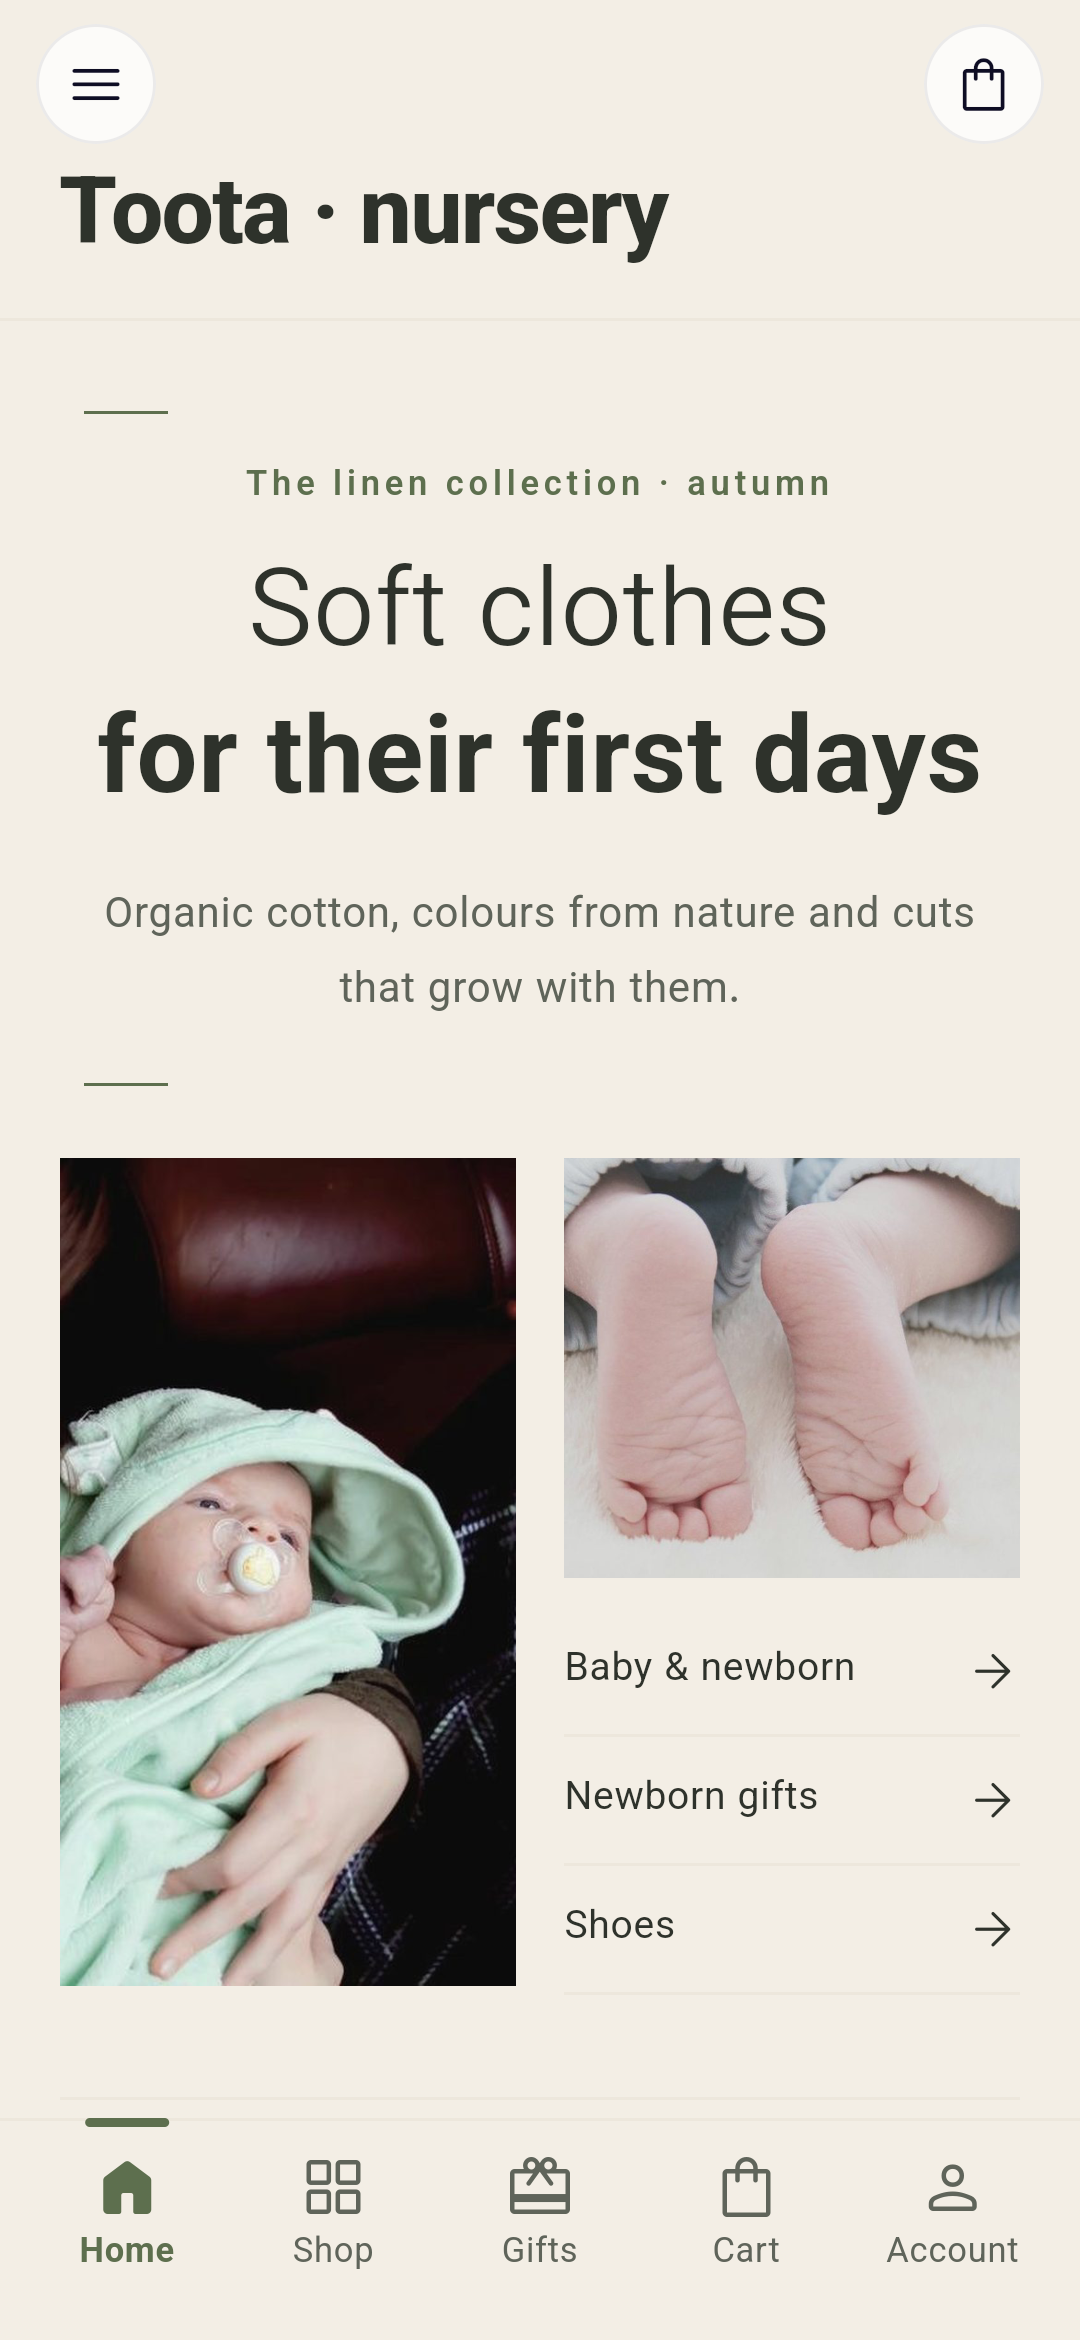 Toota · nursery
The linen collection · autumn
Soft clothes
for their first days
Organic cotton, colours from nature and cuts
that grow with them.
Baby & newborn
Newborn gifts
Shoes
Home
Shop
Gifts
Cart
Account